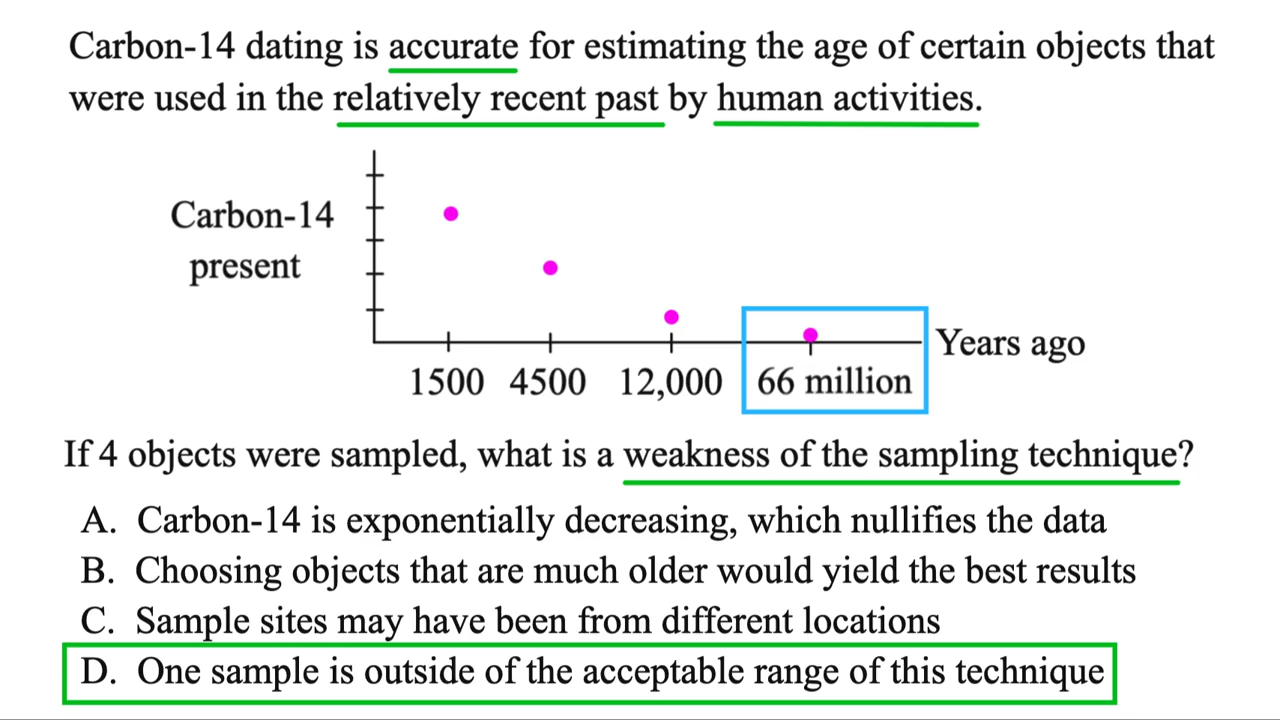 Carbon-14 dating is accurate for estimating the age of certain objects that
were used in the relatively recent past by human activities.
Carbon-14
present
Years ago
1500 4500 12,000 66 million
If 4 objects were sampled, what is a weakness of the sampling technique?
A. Carbon-14 is exponentially decreasing, which nullifies the data
B. Choosing objects that are much older would yield the best results
C. Sample sites may have been from different locations
D. One sample is outside of the acceptable range of this technique